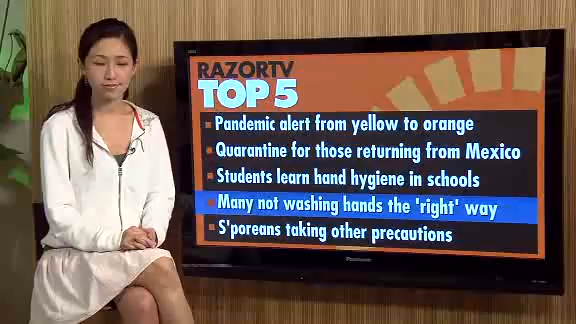 RAZORTV
TOP 5
Pandemic alert from yellow to orange
Quarantine for those returning from Mexico
Students learn hand hygiene in schools
Many not washing hands the 'right' way
S'poreans taking other precautions
Panasonic